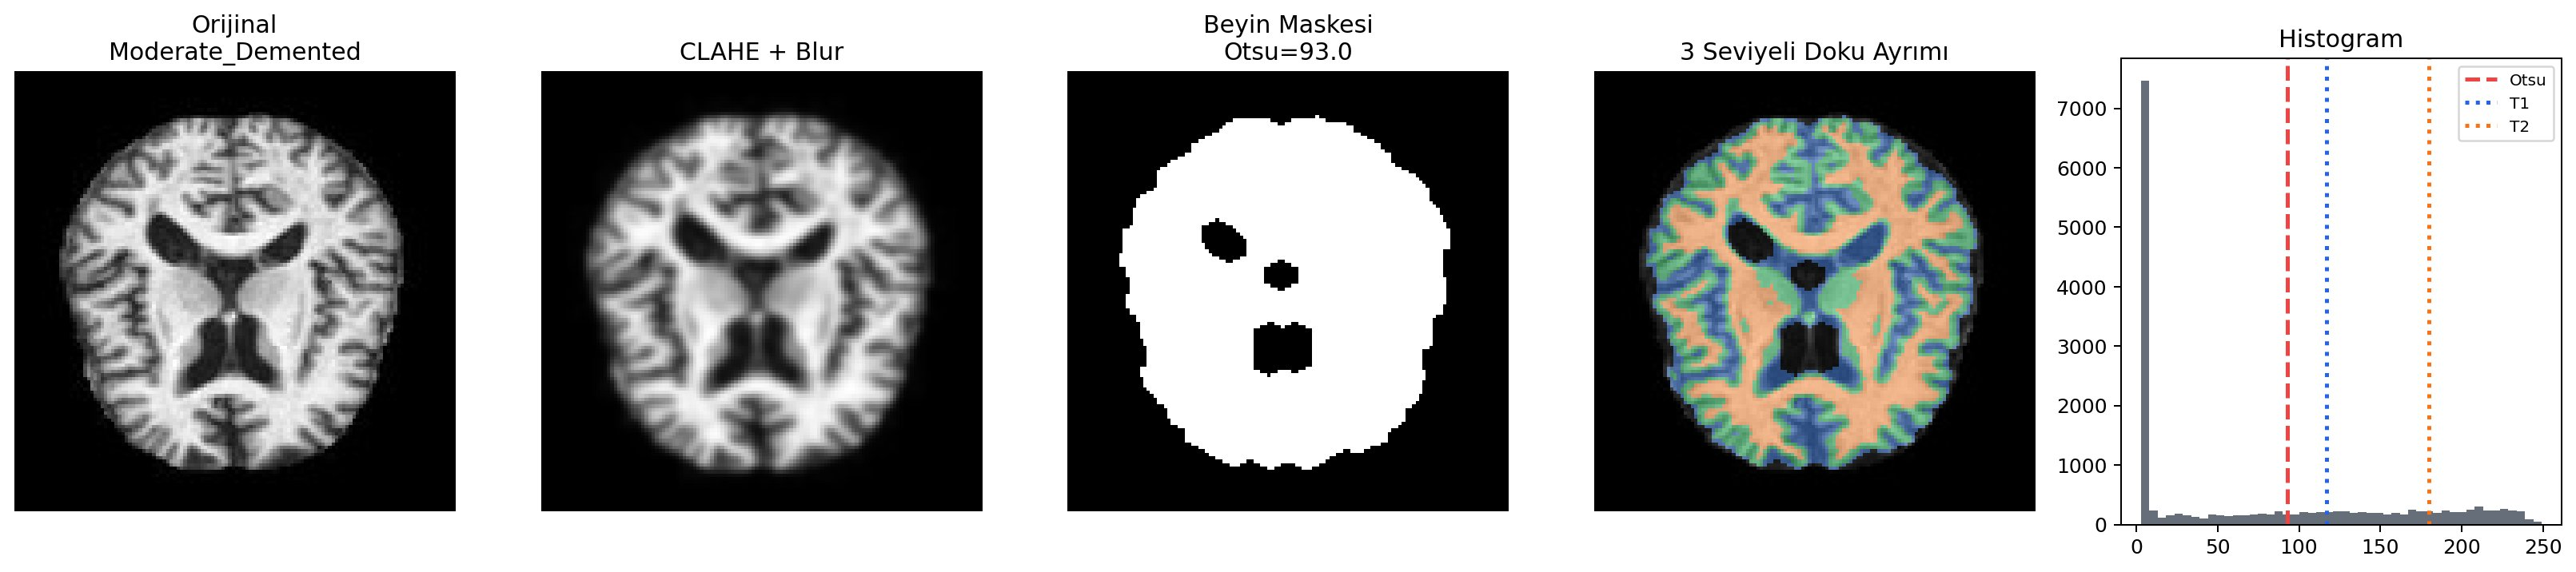 Orijinal
Moderate_Demented
CLAHE + Blur
Beyin Maskesi
Otsu=93.0
3 Seviyeli Doku Ayrımı
Histogram
Otsu
T1
T2
7000
6000
5000
4000
3000
2000
1000
0
0 50 100 150 200 250